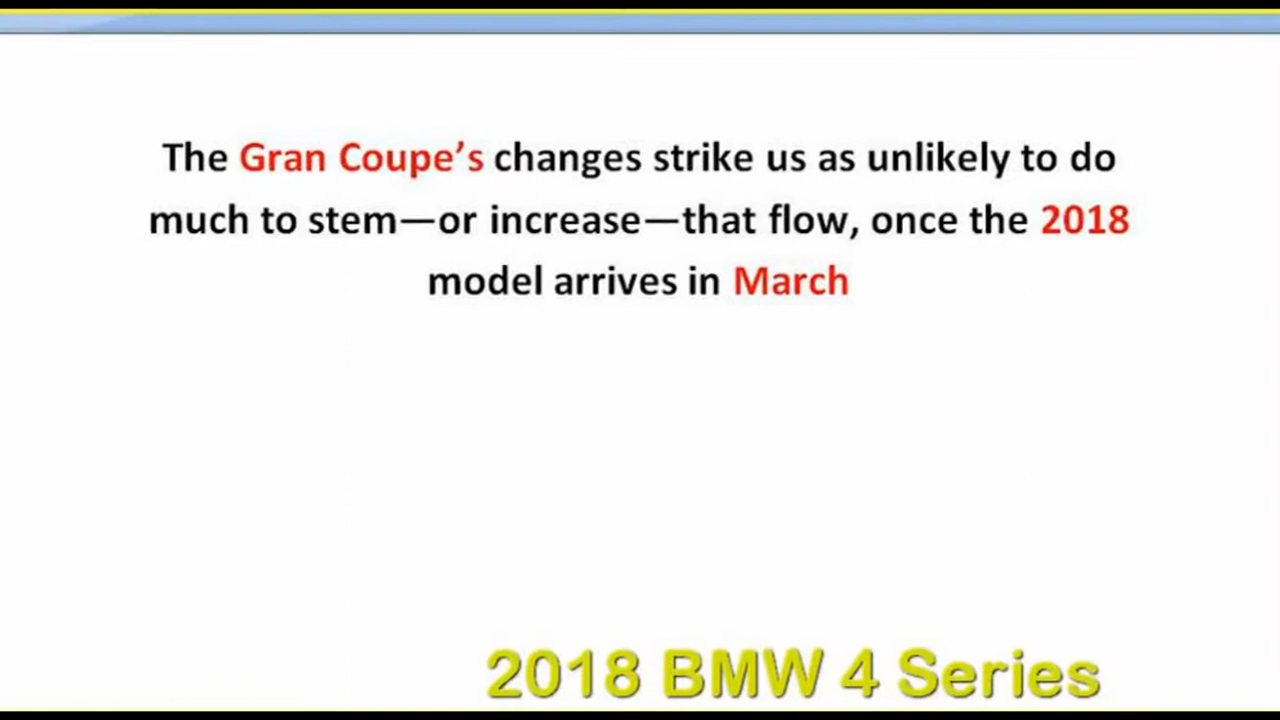 The Gran Coupe’s changes strike us as unlikely to do
much to stem—or increase—that flow, once the 2018
model arrives in March
2018 BMW 4 Series